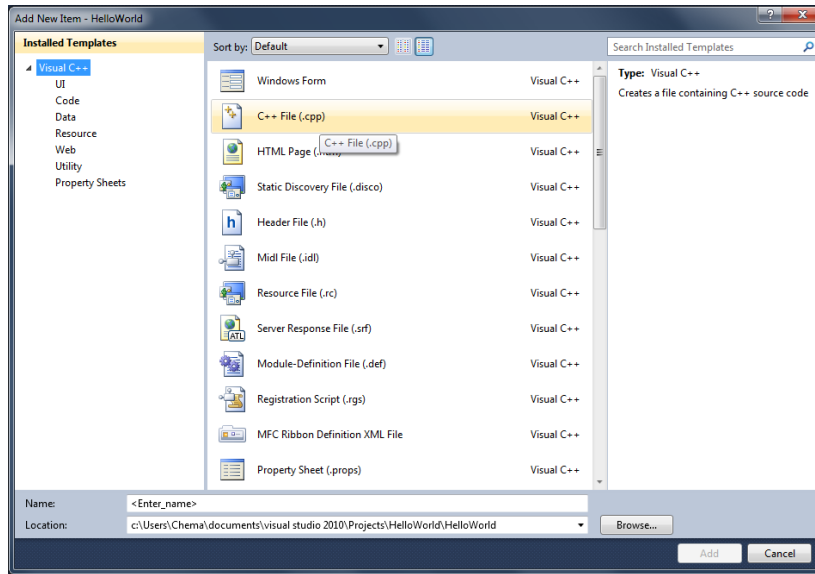 Add New Item - HelloWorld
Installed Templates
Visual C++
UI
Code
Data
Resource
Web
Utility
Property Sheets
Sort by: Default
Search Installed Templates
Windows Form Visual C++
C++ File (.cpp) Visual C++
C++ File (.cpp)
HTML Page Visual C++
Static Discovery File (.disco) Visual C++
Header File (.h) Visual C++
Midl File (.idl) Visual C++
Resource File (.rc) Visual C++
ATL
Server Response File (.srf) Visual C++
Module-Definition File (.def) Visual C++
Registration Script (.rgs) Visual C++
MFC Ribbon Definition XML File Visual C++
Property Sheet (.props) Visual C++
Type: Visual C++
Creates a file containing C++ source code
Name: <Enter_name>
Location: c:\Users\Chema\documents\visual studio 2010\Projects\HelloWorld\HelloWorld
Browse...
Add
Cancel